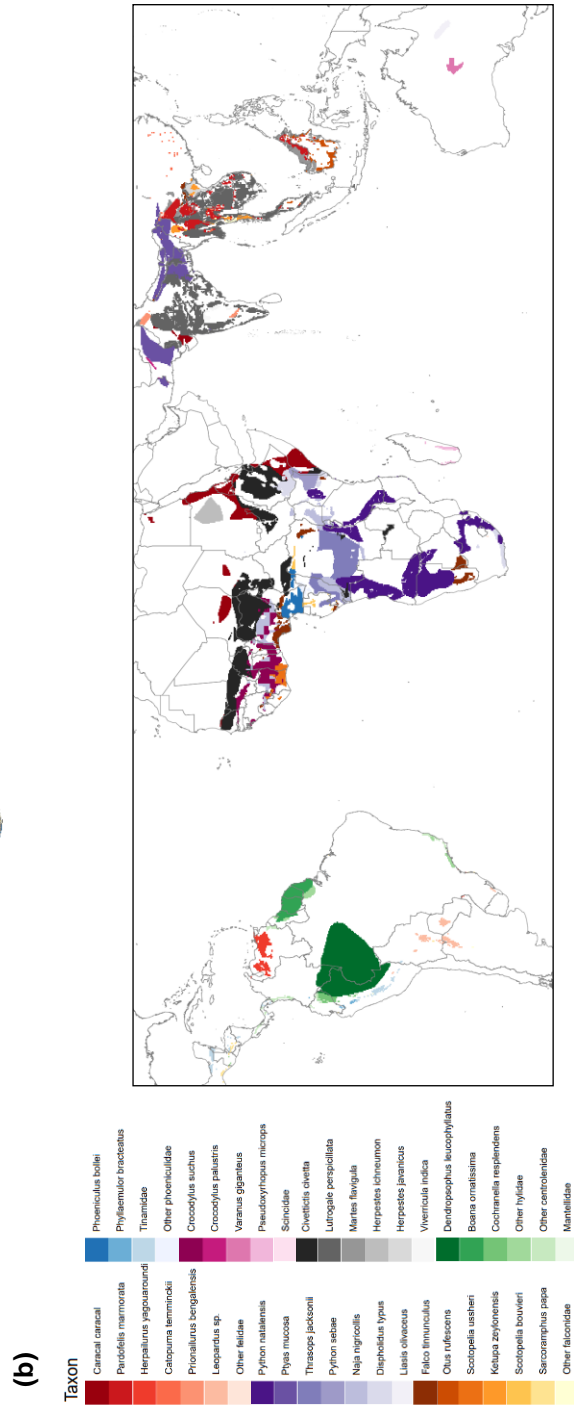 (b)
Taxon
Caracal caracal
Pardofelis marmorata
Herpailurus yagouaroundi
Catopuma temminckii
Prionailurus bengalensis
Leopardus sp.
Other felidae
Python natalensis
Ptyas mucosa
Thrasops jacksonii
Python sebae
Naja nigricollis
Dispholidus typus
Liasis olivaceus
Falco tinnunculus
Otus rufescens
Scotopelia ussheri
Ketupa zeylonensis
Scotopelia bouvieri
Sarcoramphus papa
Other falconidae
Phoeniculus bollei
Phyllaemulor bracteatus
Tinamidae
Other phoeniculidae
Crocodylus suchus
Crocodylus palustris
Varanus giganteus
Pseudoxyrhopus microps
Scincidae
Civettictis civetta
Lutrogale perspicillata
Martes flavigula
Herpestes ichneumon
Herpestes javanicus
Viverricula indica
Dendropsophus leucophyllatus
Boana ornatissima
Cochranella resplendens
Other hylidae
Other centrolenidae
Mantellidae